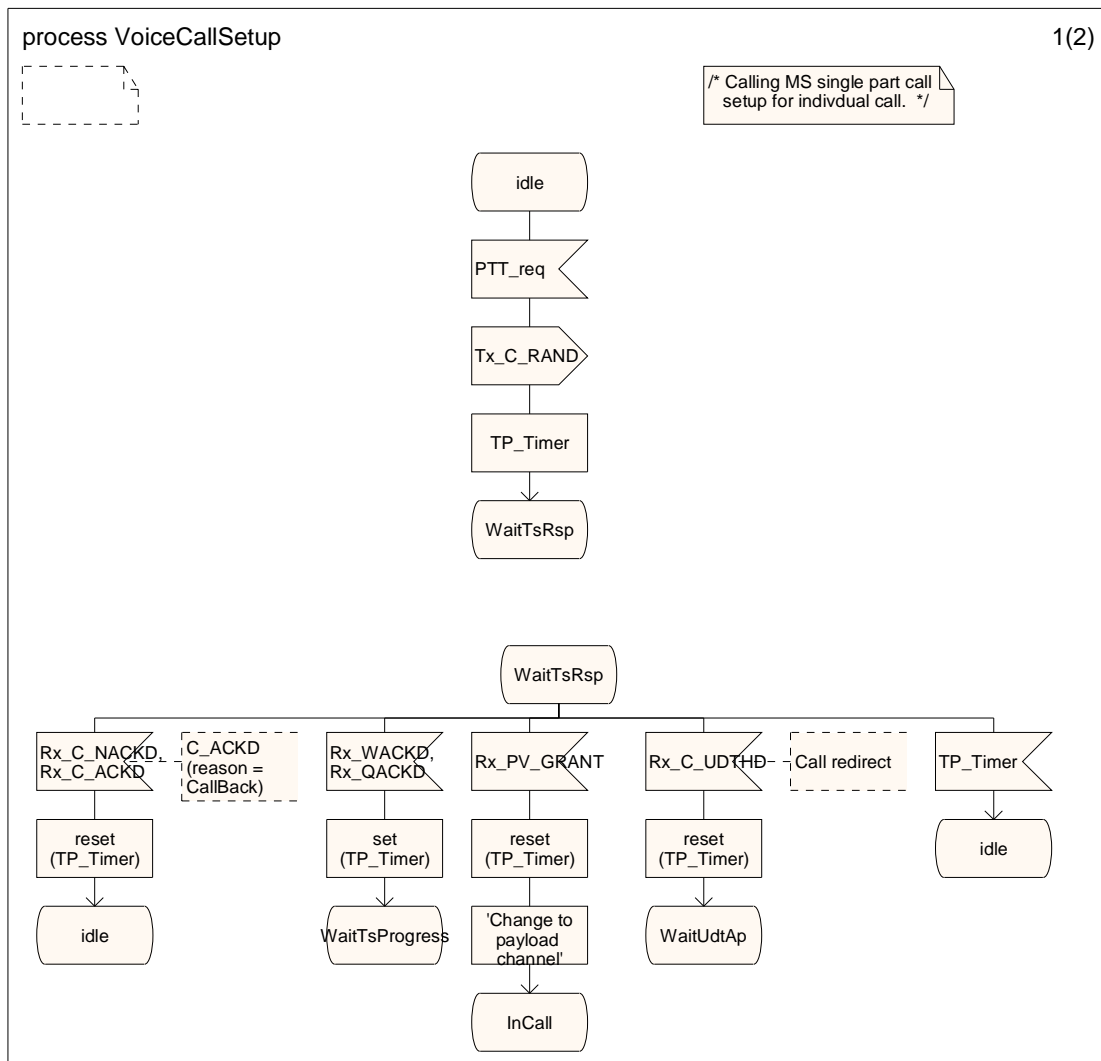 process VoiceCallSetup
1(2)
/* Calling MS single part call
setup for indivdual call.  */
idle
PTT_req
Tx_C_RAND
TP_Timer
WaitTsRsp
WaitTsRsp
Rx_C_NACKD,
Rx_C_ACKD
C_ACKD
(reason =
CallBack)
Rx_WACKD,
Rx_QACKD
Rx_PV_GRANT
Rx_C_UDTHD
Call redirect
TP_Timer
reset
(TP_Timer)
set
(TP_Timer)
reset
(TP_Timer)
reset
(TP_Timer)
idle
idle
WaitTsProgress
'Change to
payload
channel'
WaitUdtAp
InCall